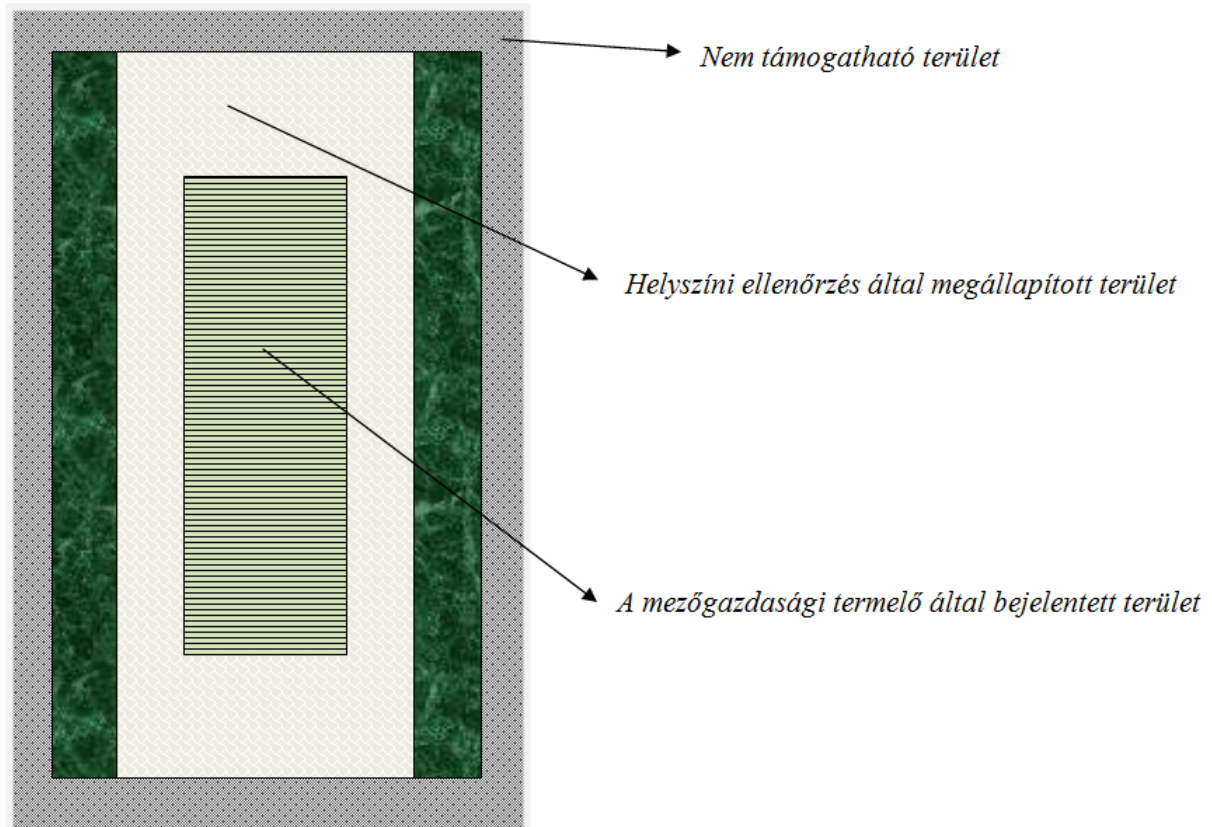 Nem támogatható terület
Helyszíni ellenőrzés által megállapított terület
A mezőgazdasági termelő által bejelentett terület